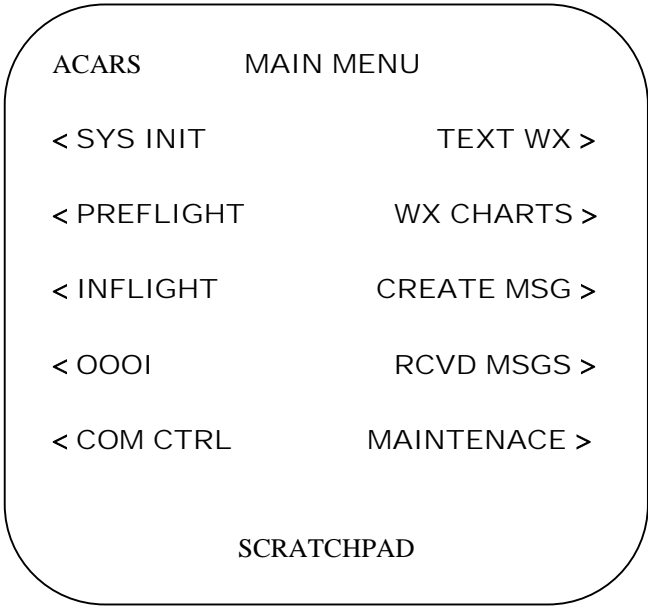 ACARS MAIN MENU
< SYS INIT TEXT WX >
< PREFLIGHT WX CHARTS >
< INFLIGHT CREATE MSG >
< OOOI RCVD MSGS >
< COM CTRL MAINTENACE >
SCRATCHPAD